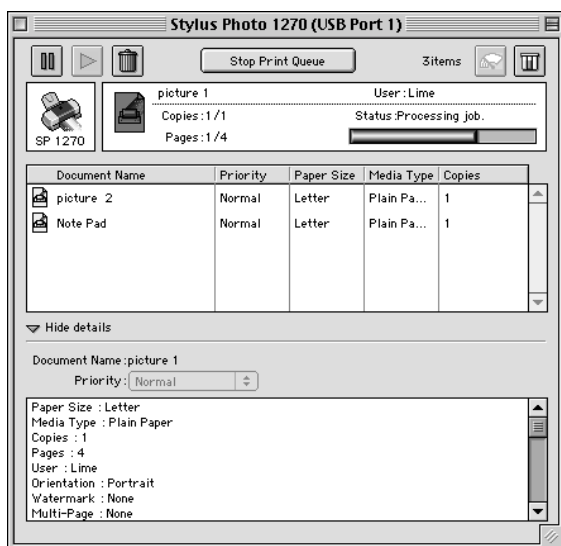 Stylus Photo 1270 (USB Port 1)
Stop Print Queue
3items
SP 1270
picture 1
User:Lime
Copies:1/1
Status:Processing job.
Pages:1/4
Document Name Priority Paper Size Media Type Copies
picture 2 Normal Letter Plain Pa... 1
Note Pad Normal Letter Plain Pa... 1
Hide details
Document Name:picture 1
Priority: Normal
Paper Size : Letter
Media Type : Plain Paper
Copies : 1
Pages : 4
User : Lime
Orientation : Portrait
Watermark : None
Multi-Page : None